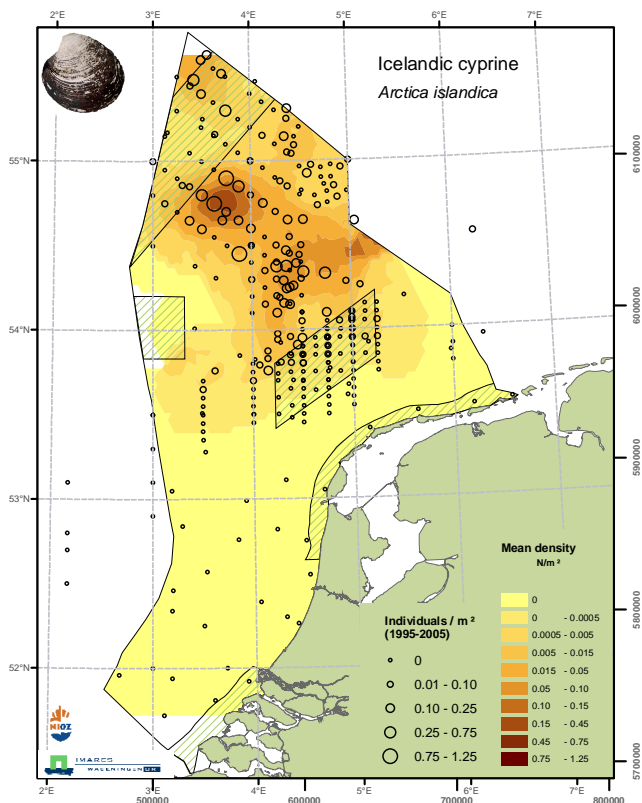 2°E 3°E 4°E 5°E 6°E 7°E
Icelandic cyprine
Arctica islandica
55°N
54°N
53°N
52°N
6100000
6000000
5900000
5800000
5700000
Mean density
N/m ²
0
0 - 0.0005
0.0005 - 0.005
0.005 - 0.015
0.015 - 0.05
0.05 - 0.10
0.10 - 0.15
0.15 - 0.45
0.45 - 0.75
0.75 - 1.25
Individuals / m ²
(1995-2005)
0
0.01 - 0.10
0.10 - 0.25
0.25 - 0.75
0.75 - 1.25
NIOZ
IMARES
WAGENINGEN UR
2°E 3°E 4°E 5°E 6°E 7°E
500000 600000 700000 800000